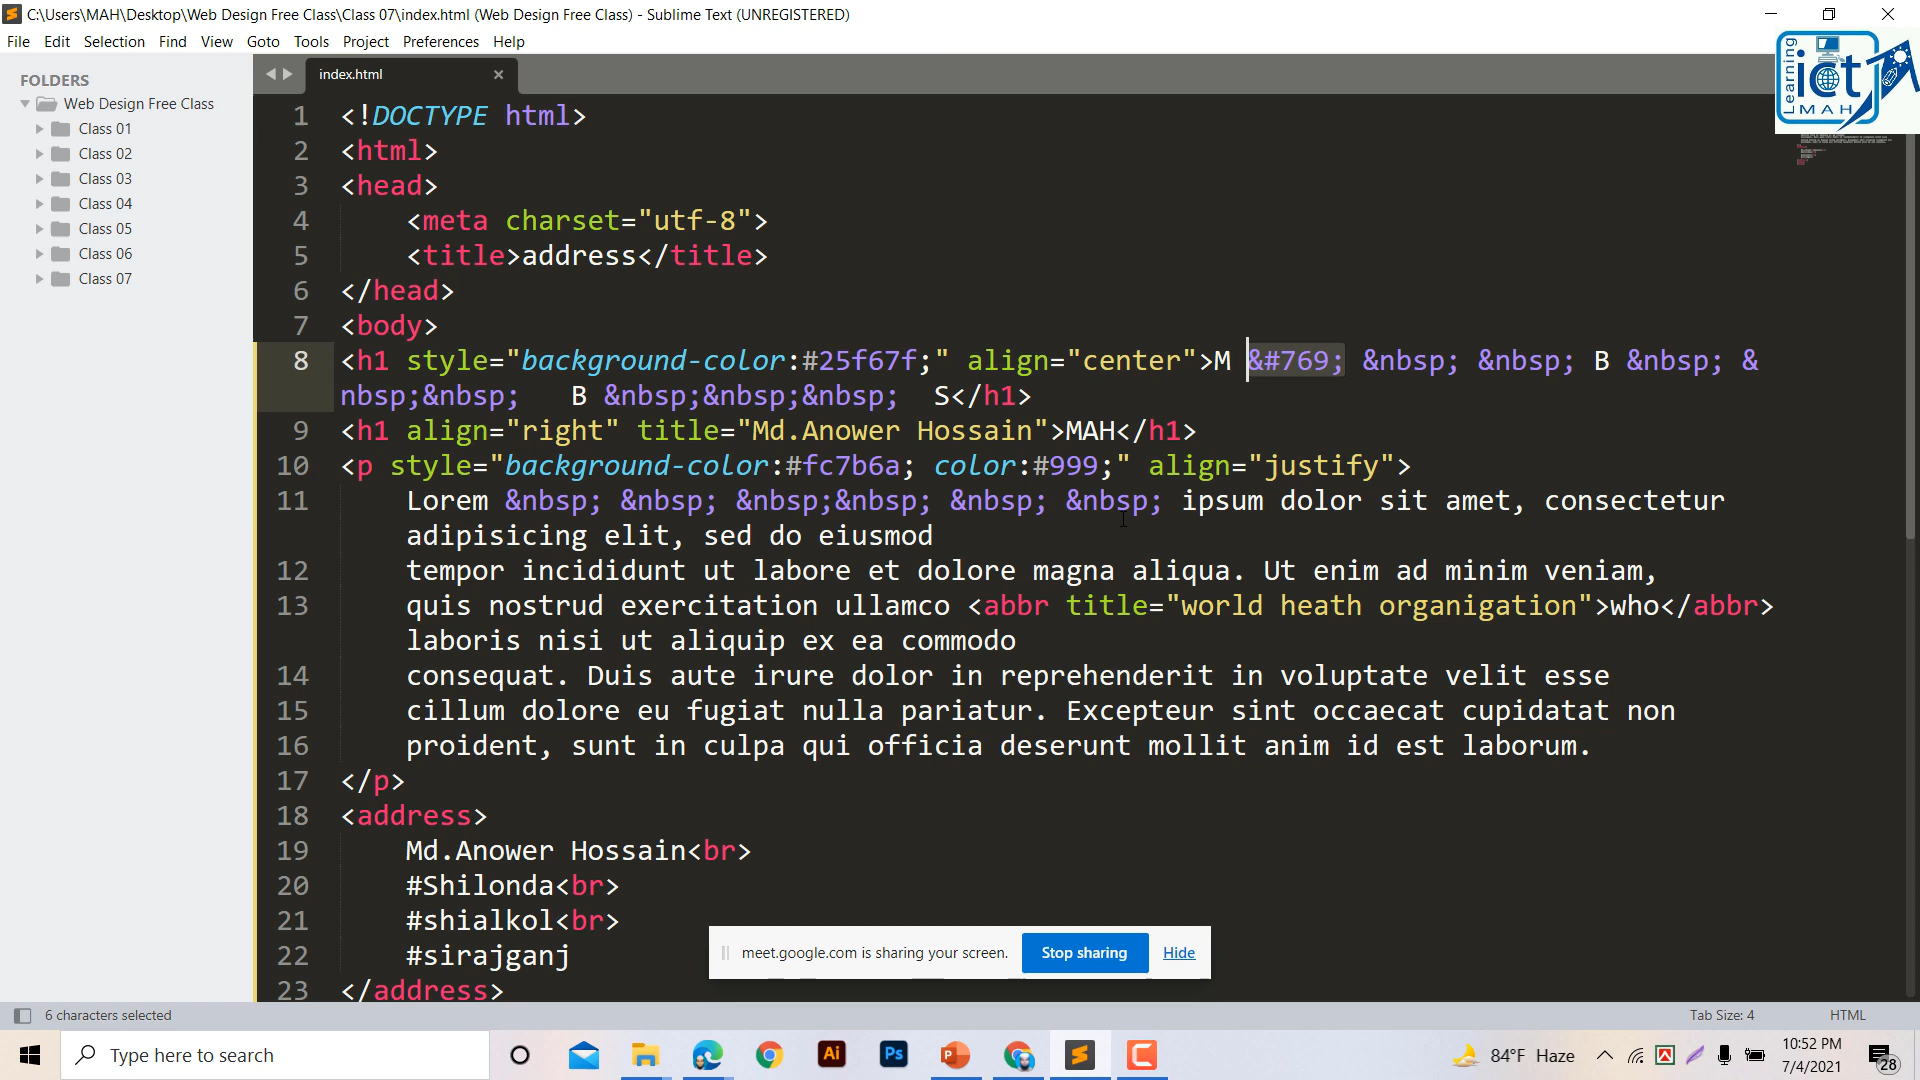 C:\Users\MAH\Desktop\Web Design Free Class\Class 07\index.html (Web Design Free Class) - Sublime Text (UNREGISTERED)
File Edit Selection Find View Goto Tools Project Preferences Help
Learning
ict
MAH
FOLDERS
Web Design Free Class
Class 01
Class 02
Class 03
Class 04
Class 05
Class 06
Class 07
index.html
1 <!DOCTYPE html>
2 <html>
3 <head>
4 <meta charset="utf-8">
5 <title>address</title>
6 </head>
7 <body>
8 <h1 style="background-color:#25f67f;" align="center">M &#769; &nbsp; &nbsp; B &nbsp; &
nbsp;&nbsp; B &nbsp;&nbsp;&nbsp; S</h1>
9 <h1 align="right" title="Md.Anower Hossain">MAH</h1>
10 <p style="background-color:#fc7b6a; color:#999;" align="justify">
11 Lorem &nbsp; &nbsp; &nbsp;&nbsp; &nbsp; &nbsp; ipsum dolor sit amet, consectetur
adipisicing elit, sed do eiusmod
12 tempor incididunt ut labore et dolore magna aliqua. Ut enim ad minim veniam,
13 quis nostrud exercitation ullamco <abbr title="world heath organigation">who</abbr>
laboris nisi ut aliquip ex ea commodo
14 consequat. Duis aute irure dolor in reprehenderit in voluptate velit esse
15 cillum dolore eu fugiat nulla pariatur. Excepteur sint occaecat cupidatat non
16 proident, sunt in culpa qui officia deserunt mollit anim id est laborum.
17 </p>
18 <address>
19 Md.Anower Hossain<br>
20 #Shilonda<br>
21 #shialkol<br>
22 #sirajganj
23 </address>
meet.google.com is sharing your screen. Stop sharing Hide
6 characters selected Tab Size: 4 HTML
Type here to search
84°F Haze
10:52 PM
7/4/2021
28